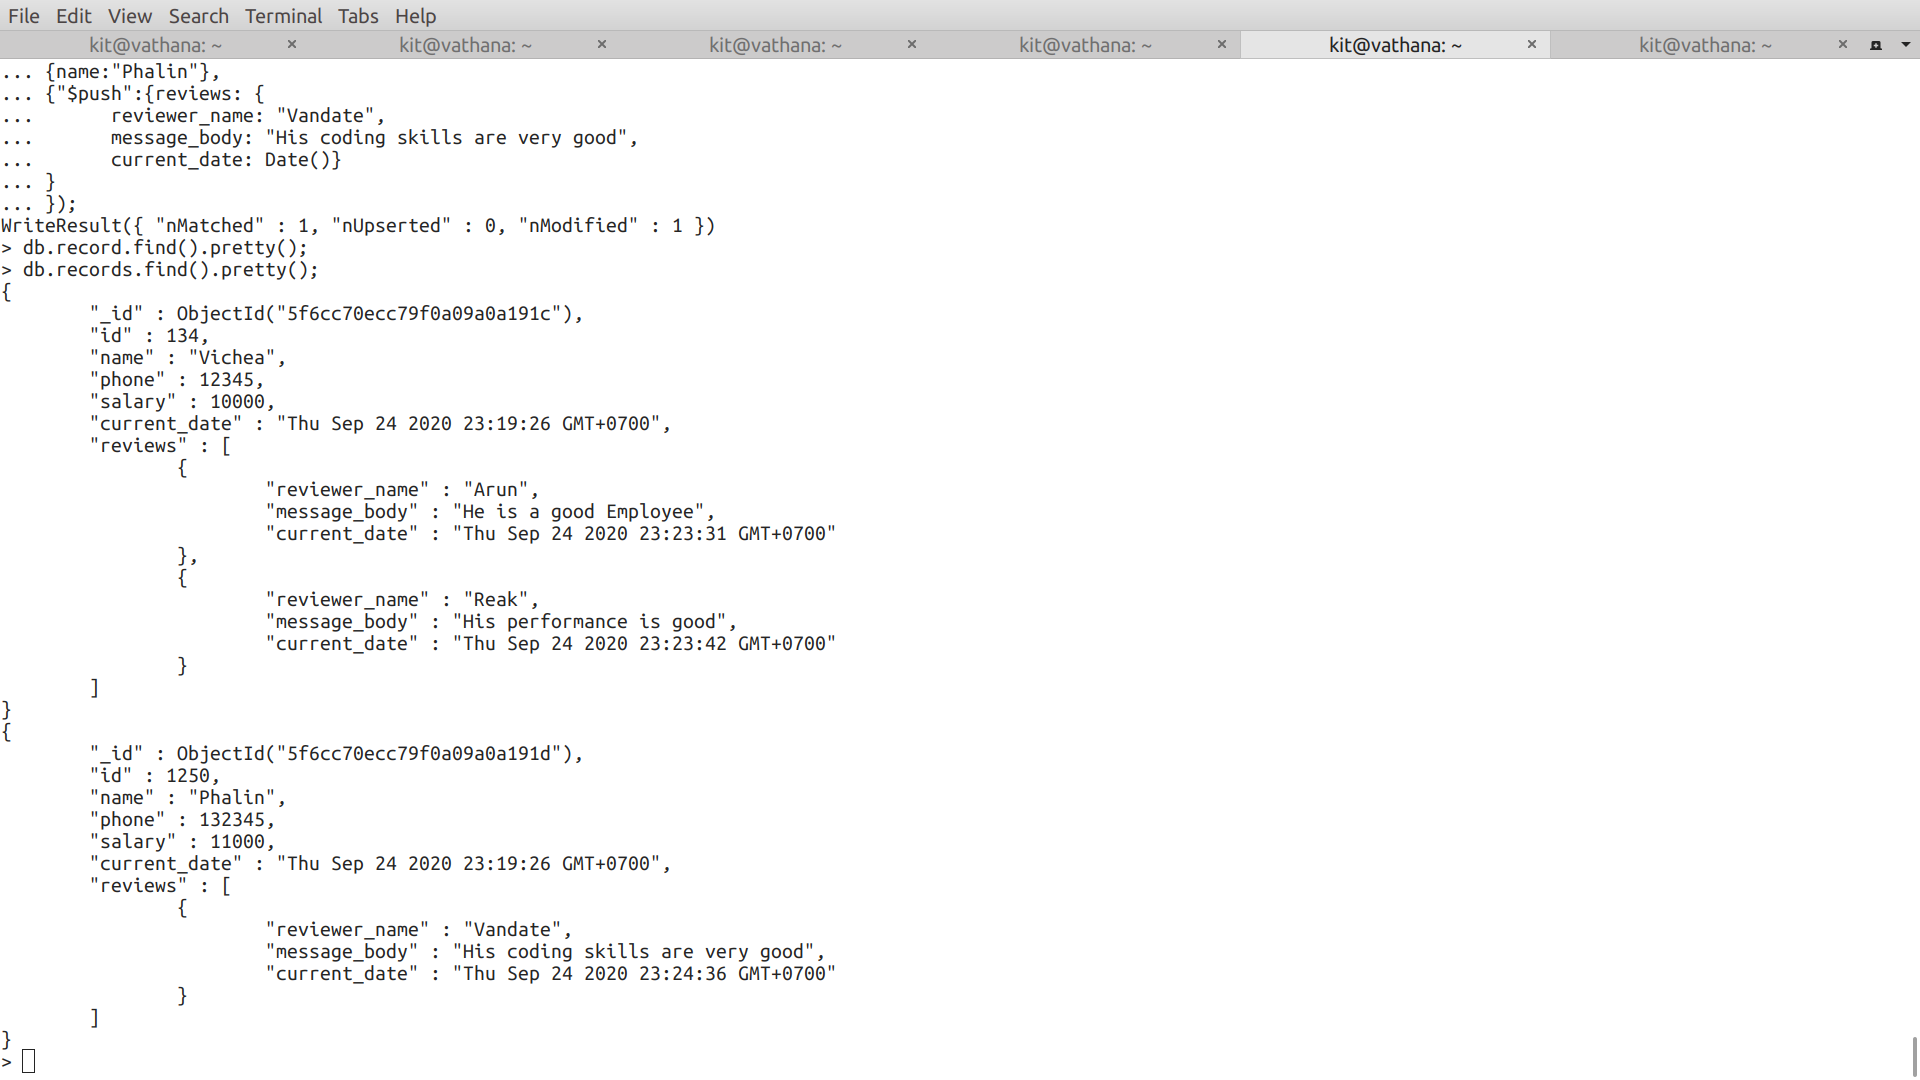 File Edit View Search Terminal Tabs Help
kit@vathana: ~ × kit@vathana: ~ × kit@vathana: ~ × kit@vathana: ~ × kit@vathana: ~ × kit@vathana: ~ ×
... {name:"Phalin"},
... {"$push":{reviews: {
...       reviewer_name: "Vandate",
...       message_body: "His coding skills are very good",
...       current_date: Date()}
... }
... });
WriteResult({ "nMatched" : 1, "nUpserted" : 0, "nModified" : 1 })
> db.record.find().pretty();
> db.records.find().pretty();
{
        "_id" : ObjectId("5f6cc70ecc79f0a09a0a191c"),
        "id" : 134,
        "name" : "Vichea",
        "phone" : 12345,
        "salary" : 10000,
        "current_date" : "Thu Sep 24 2020 23:19:26 GMT+0700",
        "reviews" : [
                {
                        "reviewer_name" : "Arun",
                        "message_body" : "He is a good Employee",
                        "current_date" : "Thu Sep 24 2020 23:23:31 GMT+0700"
                },
                {
                        "reviewer_name" : "Reak",
                        "message_body" : "His performance is good",
                        "current_date" : "Thu Sep 24 2020 23:23:42 GMT+0700"
                }
        ]
}
{
        "_id" : ObjectId("5f6cc70ecc79f0a09a0a191d"),
        "id" : 1250,
        "name" : "Phalin",
        "phone" : 132345,
        "salary" : 11000,
        "current_date" : "Thu Sep 24 2020 23:19:26 GMT+0700",
        "reviews" : [
                {
                        "reviewer_name" : "Vandate",
                        "message_body" : "His coding skills are very good",
                        "current_date" : "Thu Sep 24 2020 23:24:36 GMT+0700"
                }
        ]
}
>